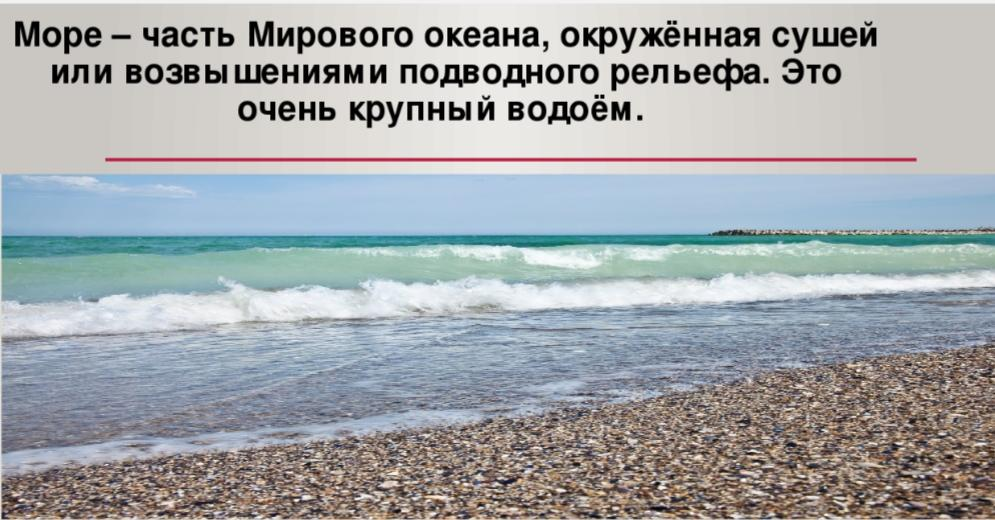 Море – часть Мирового океана, окружённая сушей
или возвышениями подводного рельефа. Это
очень крупный водоём.